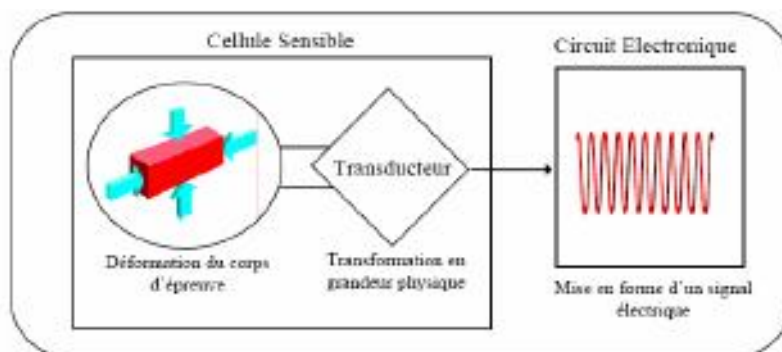 Cellule Sensible
Circuit Electronique
Transducteur
Déformation du corps
d'épreuve
Transformation en
grandeur physique
Mise en forme d'un signal
électrique